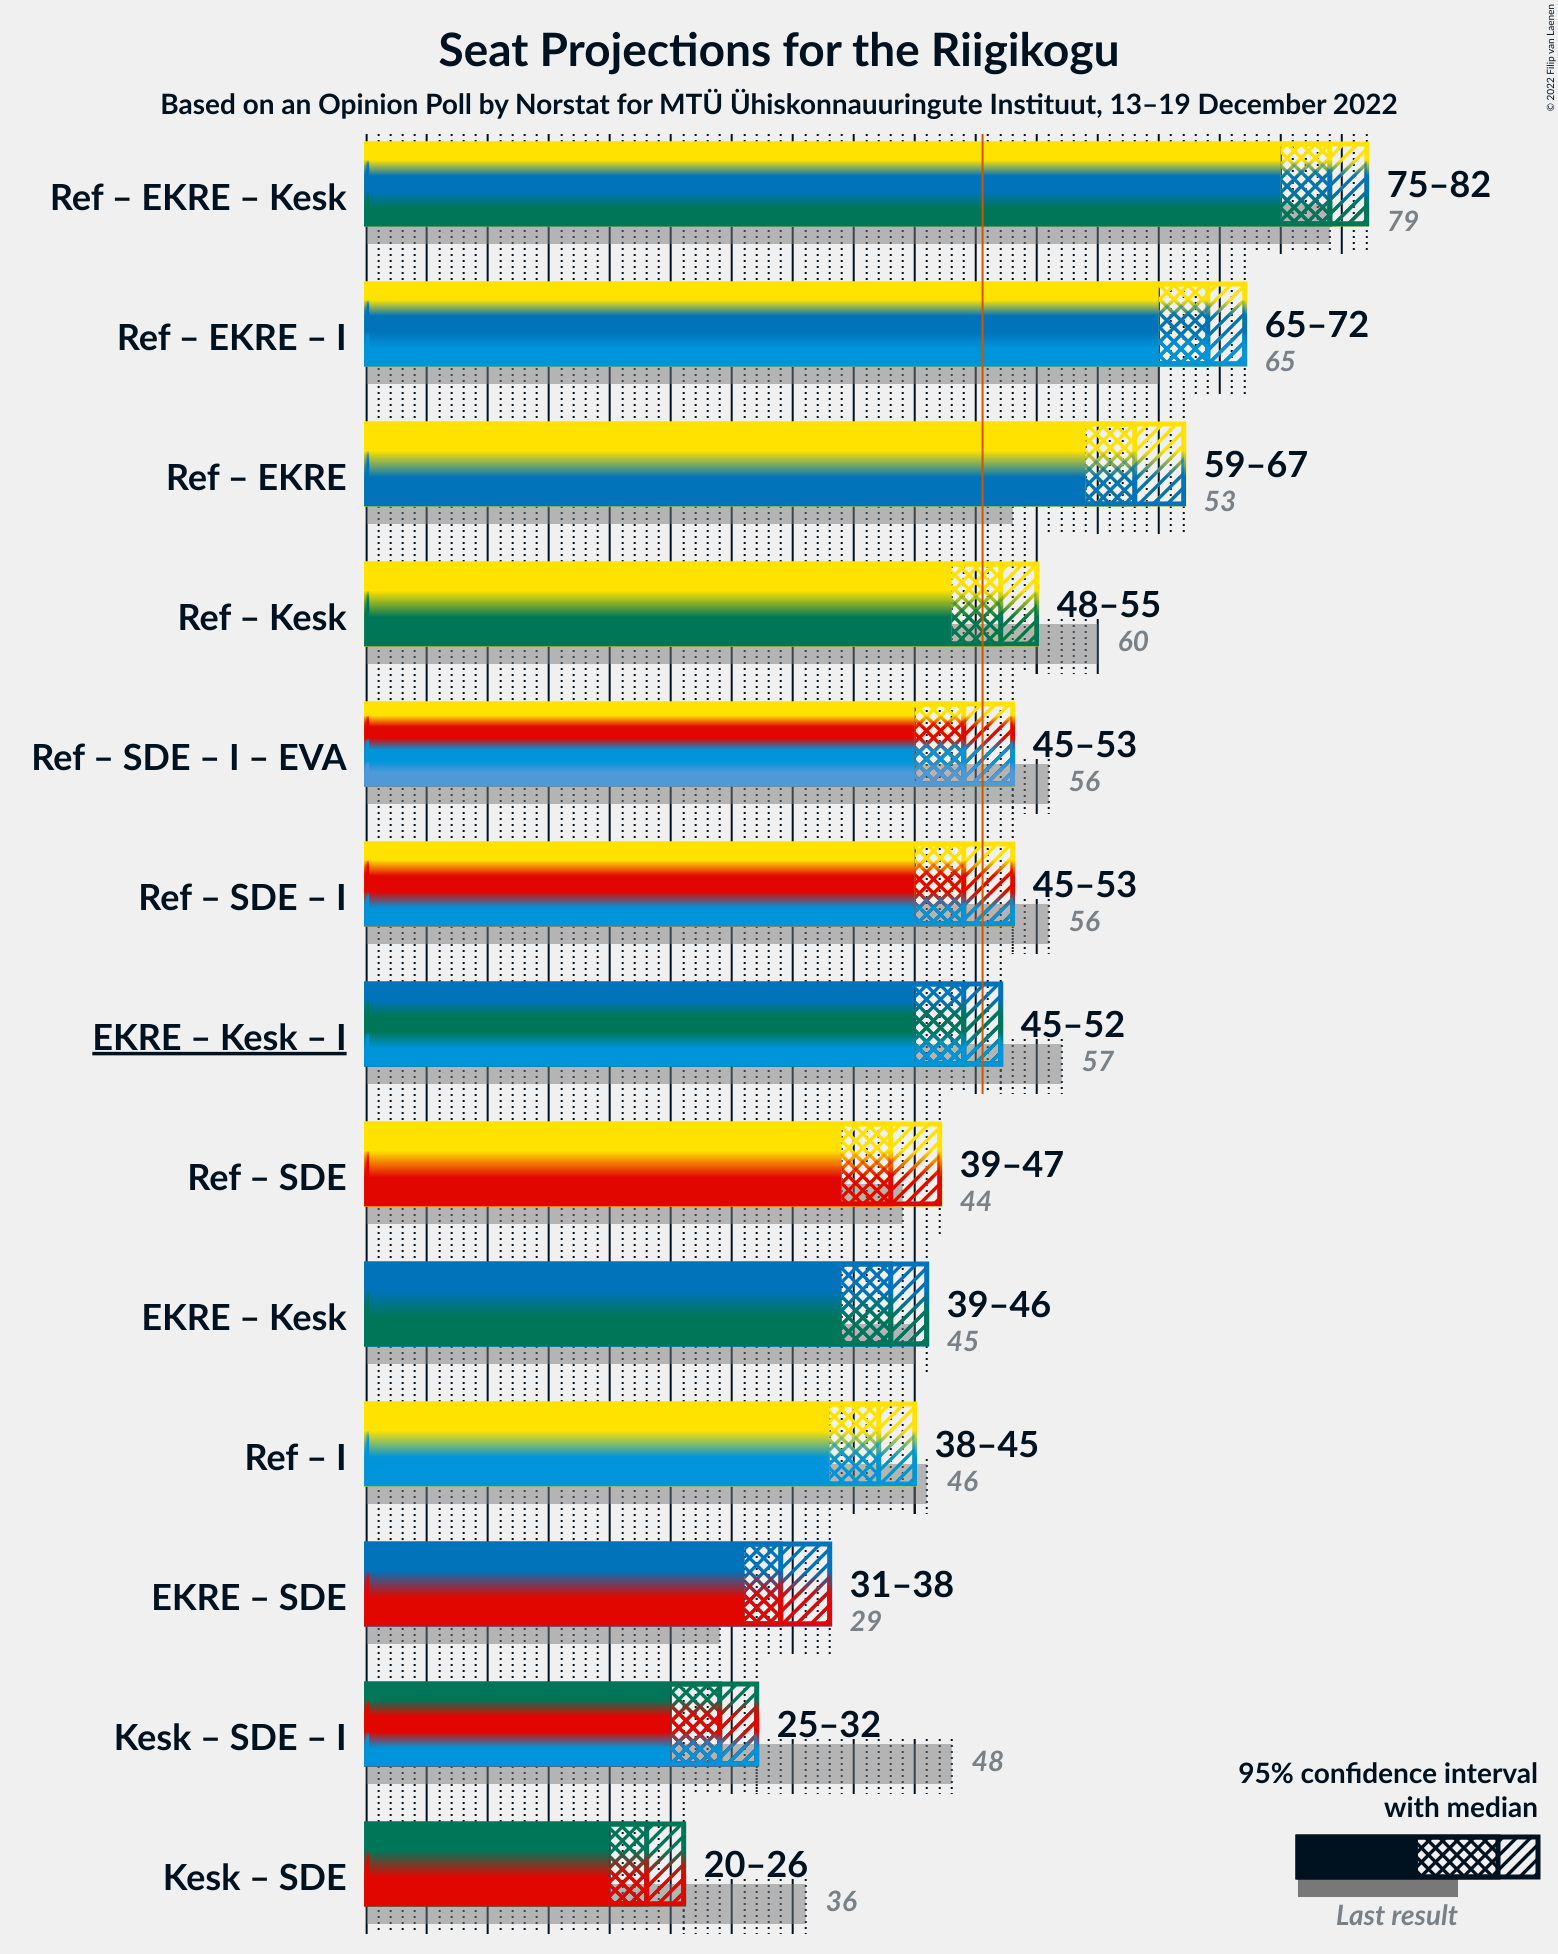 Seat Projections for the Riigikogu
Based on an Opinion Poll by Norstat for MTÜ Ühiskonnauuringute Instituut, 13–19 December 2022
© 2022 Filip van Laenen
Ref – EKRE – Kesk
75–82
79
Ref – EKRE – I
65–72
65
Ref – EKRE
59–67
53
Ref – Kesk
48–55
60
Ref – SDE – I – EVA
45–53
56
Ref – SDE – I
45–53
56
EKRE – Kesk – I
45–52
57
Ref – SDE
39–47
44
EKRE – Kesk
39–46
45
Ref – I
38–45
46
EKRE – SDE
31–38
29
Kesk – SDE – I
25–32
48
Kesk – SDE
20–26
36
95% confidence interval
with median
Last result